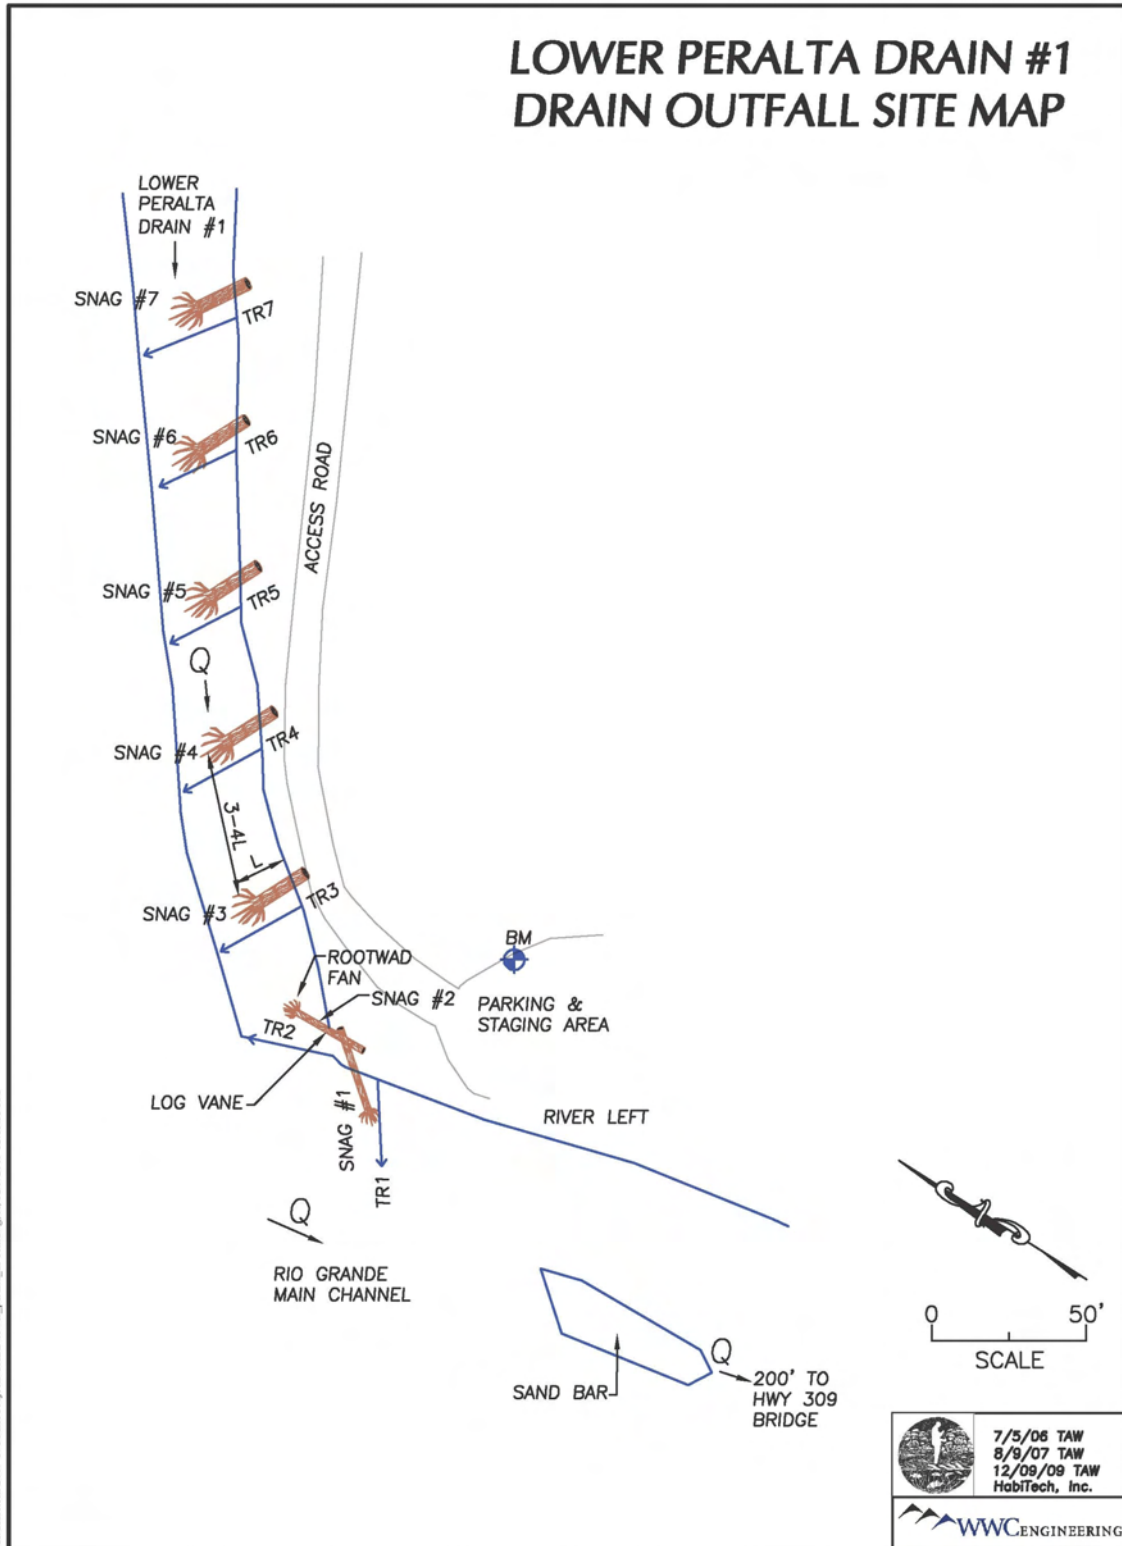 LOWER PERALTA DRAIN #1
DRAIN OUTFALL SITE MAP
LOWER
PERALTA
DRAIN #1
SNAG #7
TR7
SNAG #6
TR6
ACCESS ROAD
SNAG #5
TR5
Q
SNAG #4
TR4
3-4L
L
SNAG #3
TR3
BM
ROOTWAD
FAN
SNAG #2
PARKING &
STAGING AREA
TR2
LOG VANE
SNAG #1
RIVER LEFT
TR1
Q
RIO GRANDE
MAIN CHANNEL
0 50'
SCALE
Q
SAND BAR
200' TO
HWY 309
BRIDGE
7/5/06 TAW
8/9/07 TAW
12/09/09 TAW
HabiTech, Inc.
WWC ENGINEERING